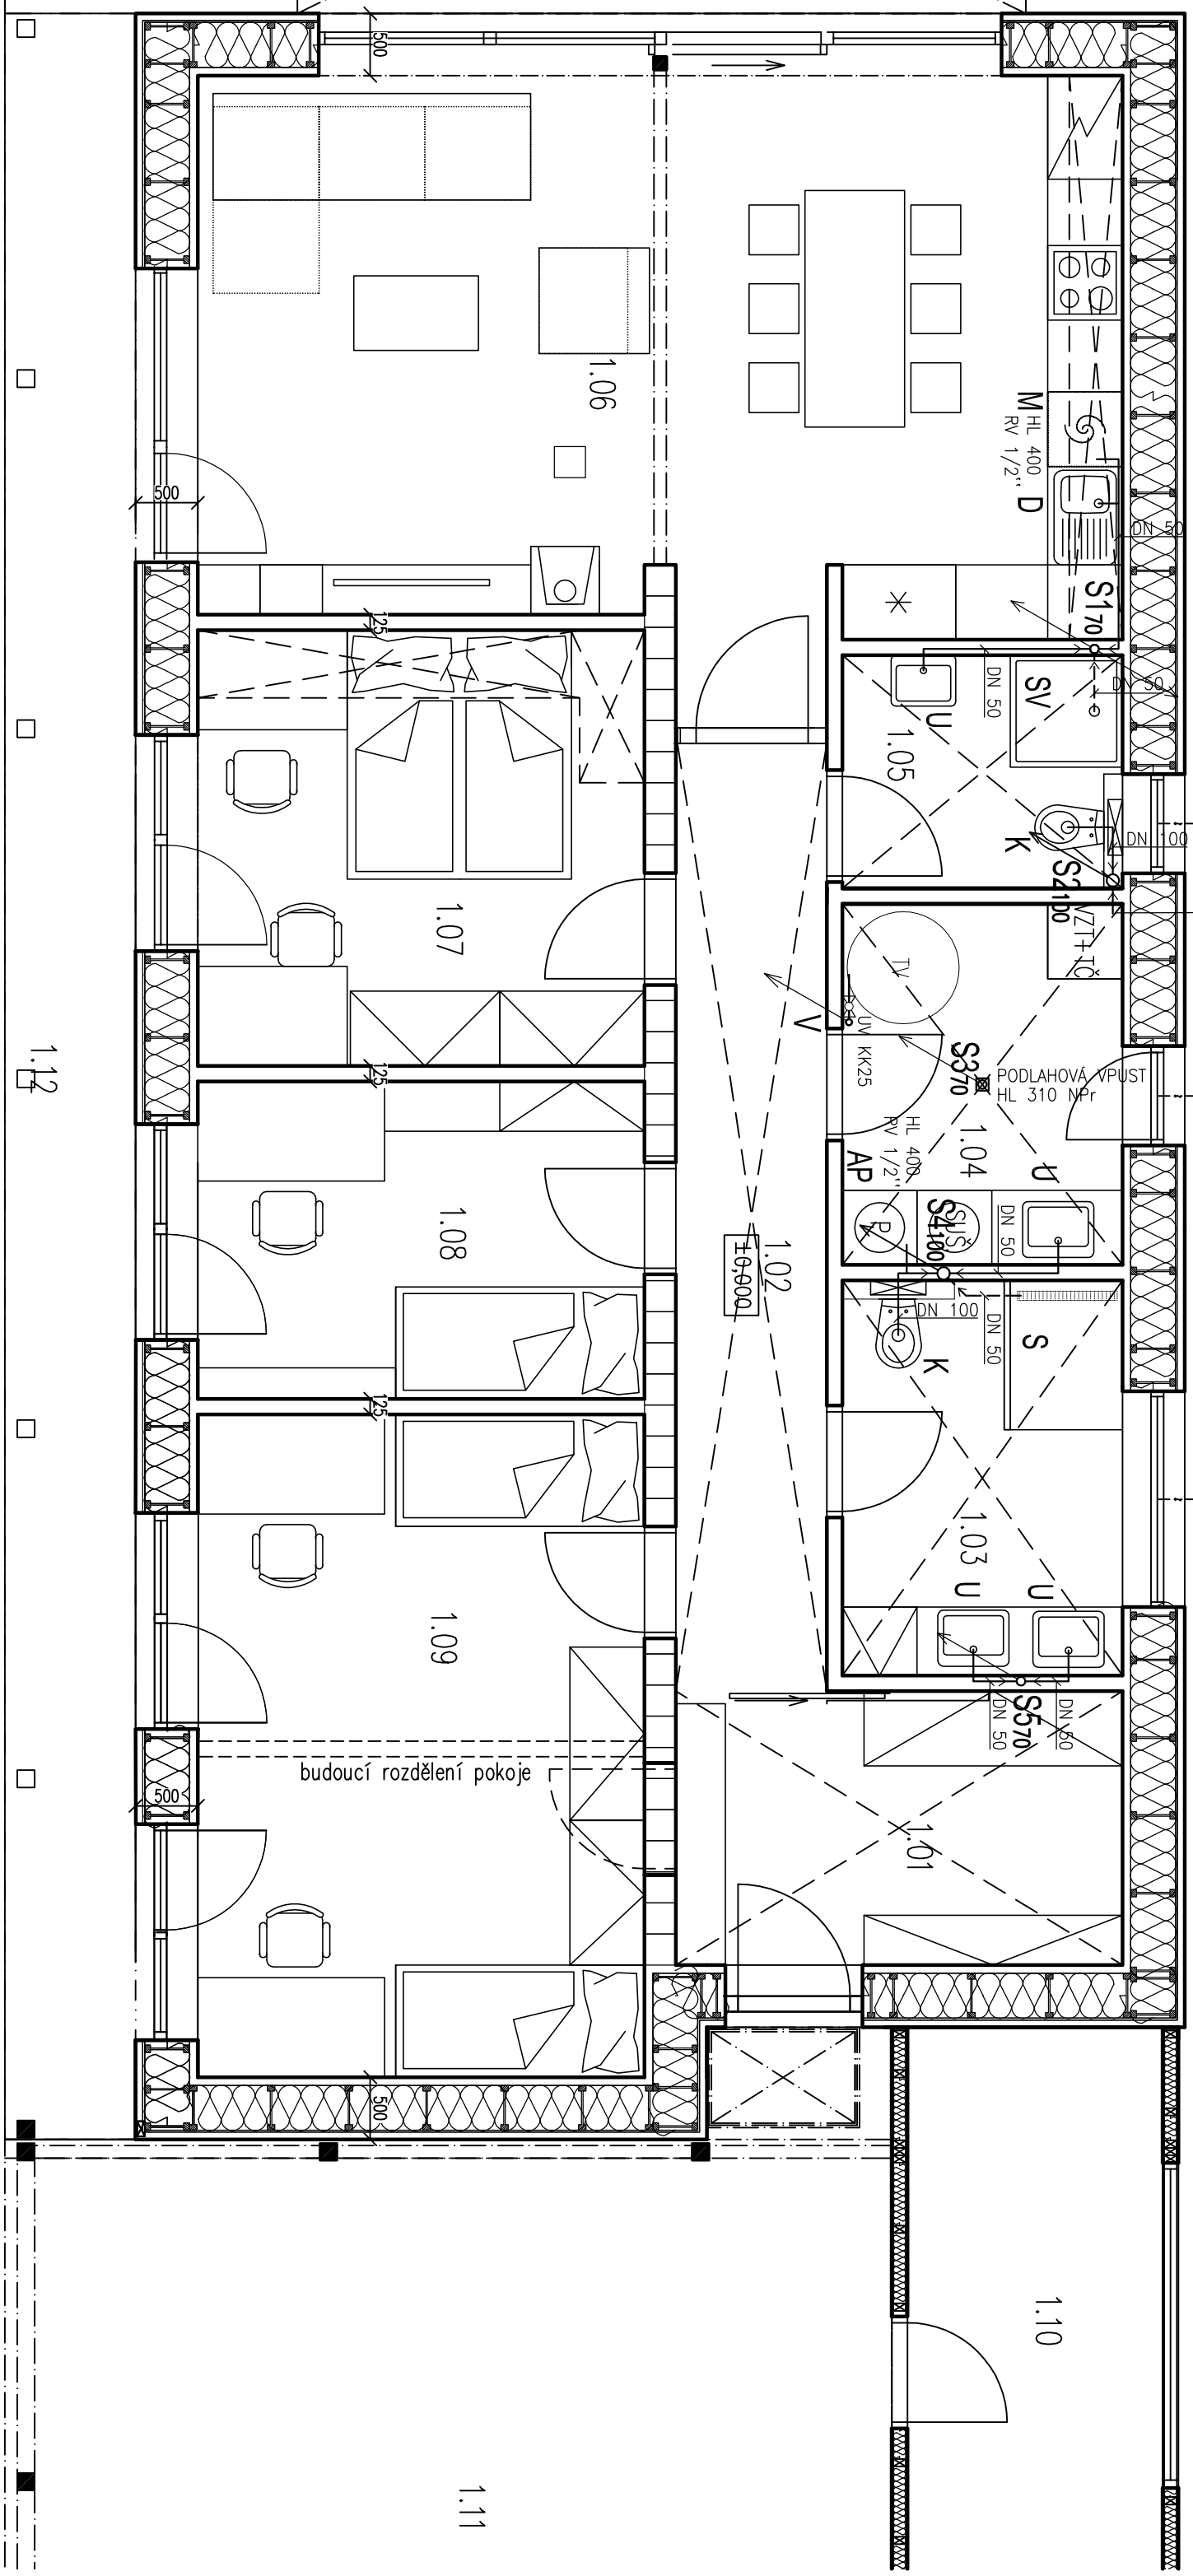 500
1.06
M HL 400
RV 1/2"
D
DN 50
500
S1 70
125
DN 50
SV
DN 50
U
1.05
K
DN 100
S2 100
VZT+TČ
1.07
TV
V
UV KK25
S3 70
PODLAHOVÁ VPUST
HL 310 NPr
1.04
HL 400
RV 1/2"
AP
U
125
1.08
P
SUŠ
S4 100
DN 50
1.02
±0,000
1.12
DN 100
DN 50
S
K
125
1.03
U
U
1.09
S5 70
DN 50
DN 50
budoucí rozdělení pokoje
500
1.01
500
1.10
1.11